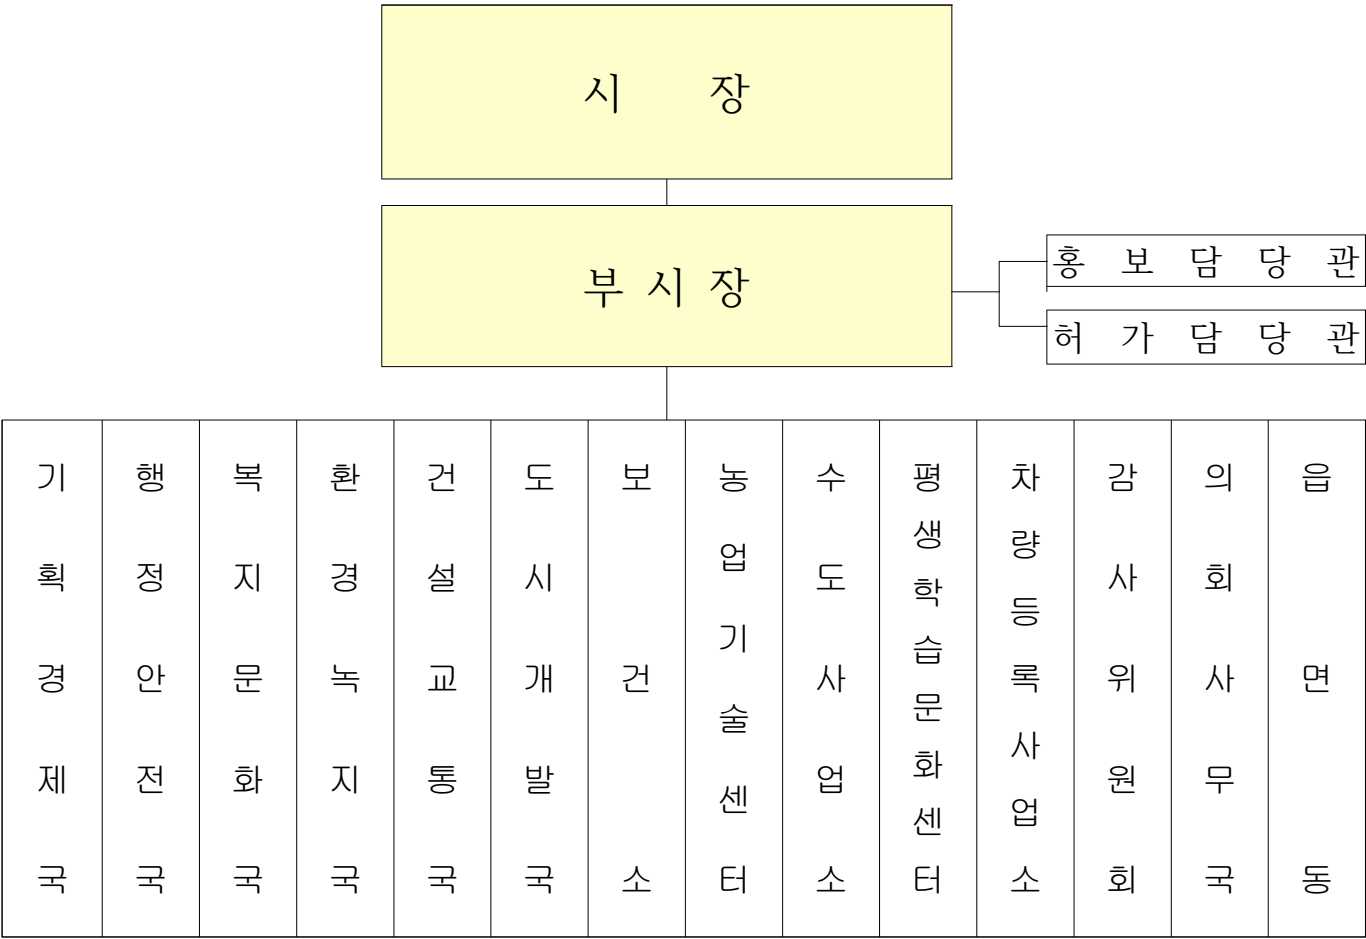 시 장
부 시 장
홍 보 담 당 관
허 가 담 당 관
기획경제국
행정안전국
복지문화국
환경녹지국
건설교통국
도시개발국
보건소
농업기술센터
수도사업소
평생학습문화센터
차량등록사업소
감사위원회
의회사무국
읍면동